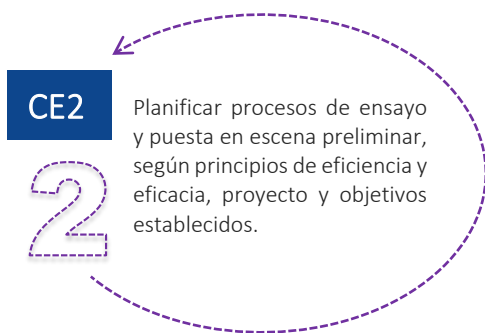 CE2
2
Planificar procesos de ensayo
y puesta en escena preliminar,
según principios de eficiencia y
eficacia, proyecto y objetivos
establecidos.